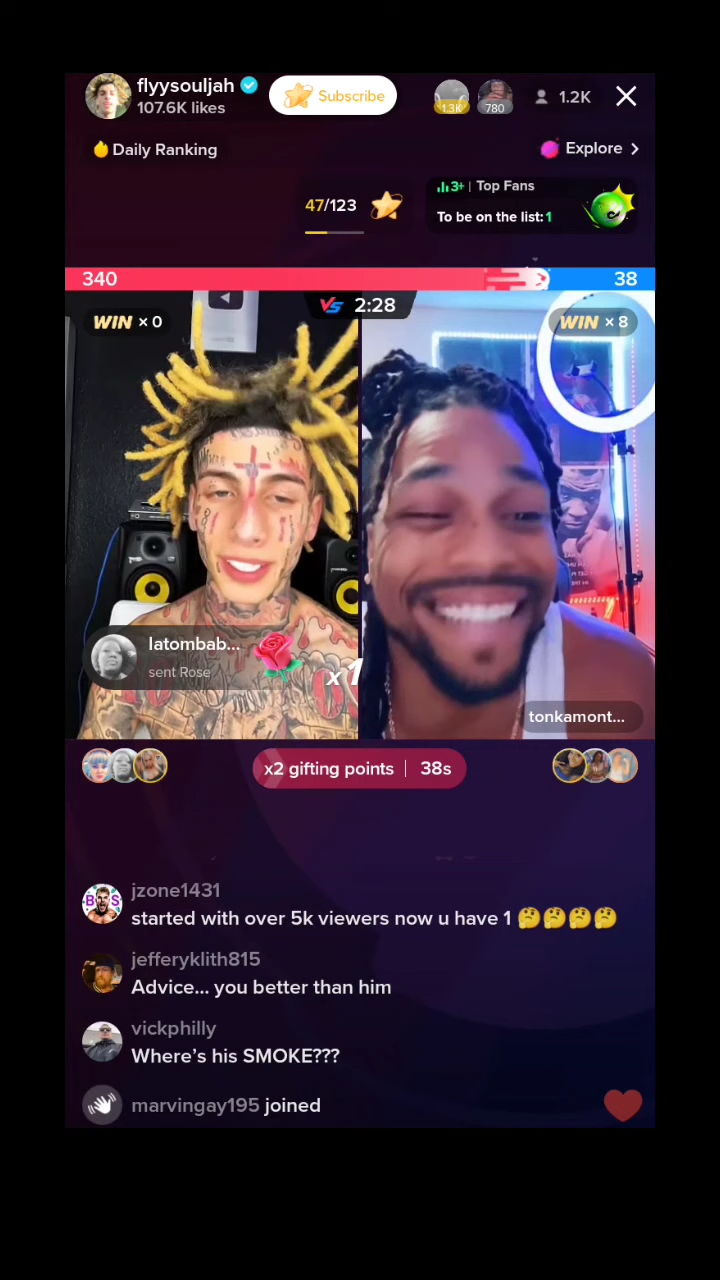 flyysouljah
107.6K likes
Subscribe
1.3K
780
1.2K
Daily Ranking
Explore
47/123
3+ | Top Fans
To be on the list: 1
340
38
VS 2:28
WIN × 0
WIN × 8
latombab...
sent Rose
x1
tonkamont...
x2 gifting points | 38s
jzone1431
started with over 5k viewers now u have 1 🤔🤔🤔🤔
jefferyklith815
Advice... you better than him
vickphilly
Where's his SMOKE???
marvingay195 joined